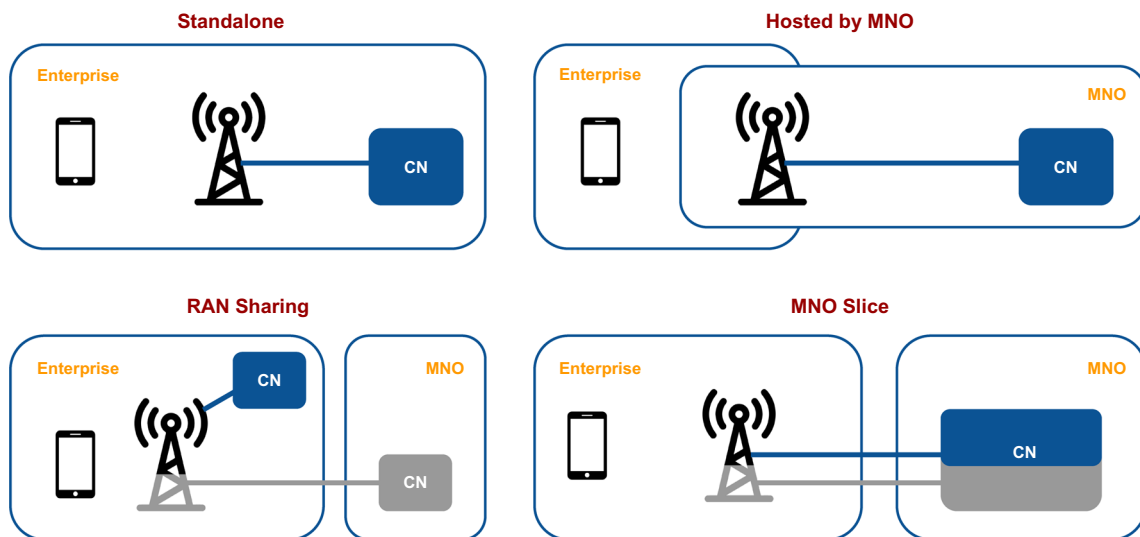 Standalone
Enterprise
CN
Hosted by MNO
Enterprise
MNO
CN
RAN Sharing
Enterprise
CN
MNO
CN
MNO Slice
Enterprise
MNO
CN